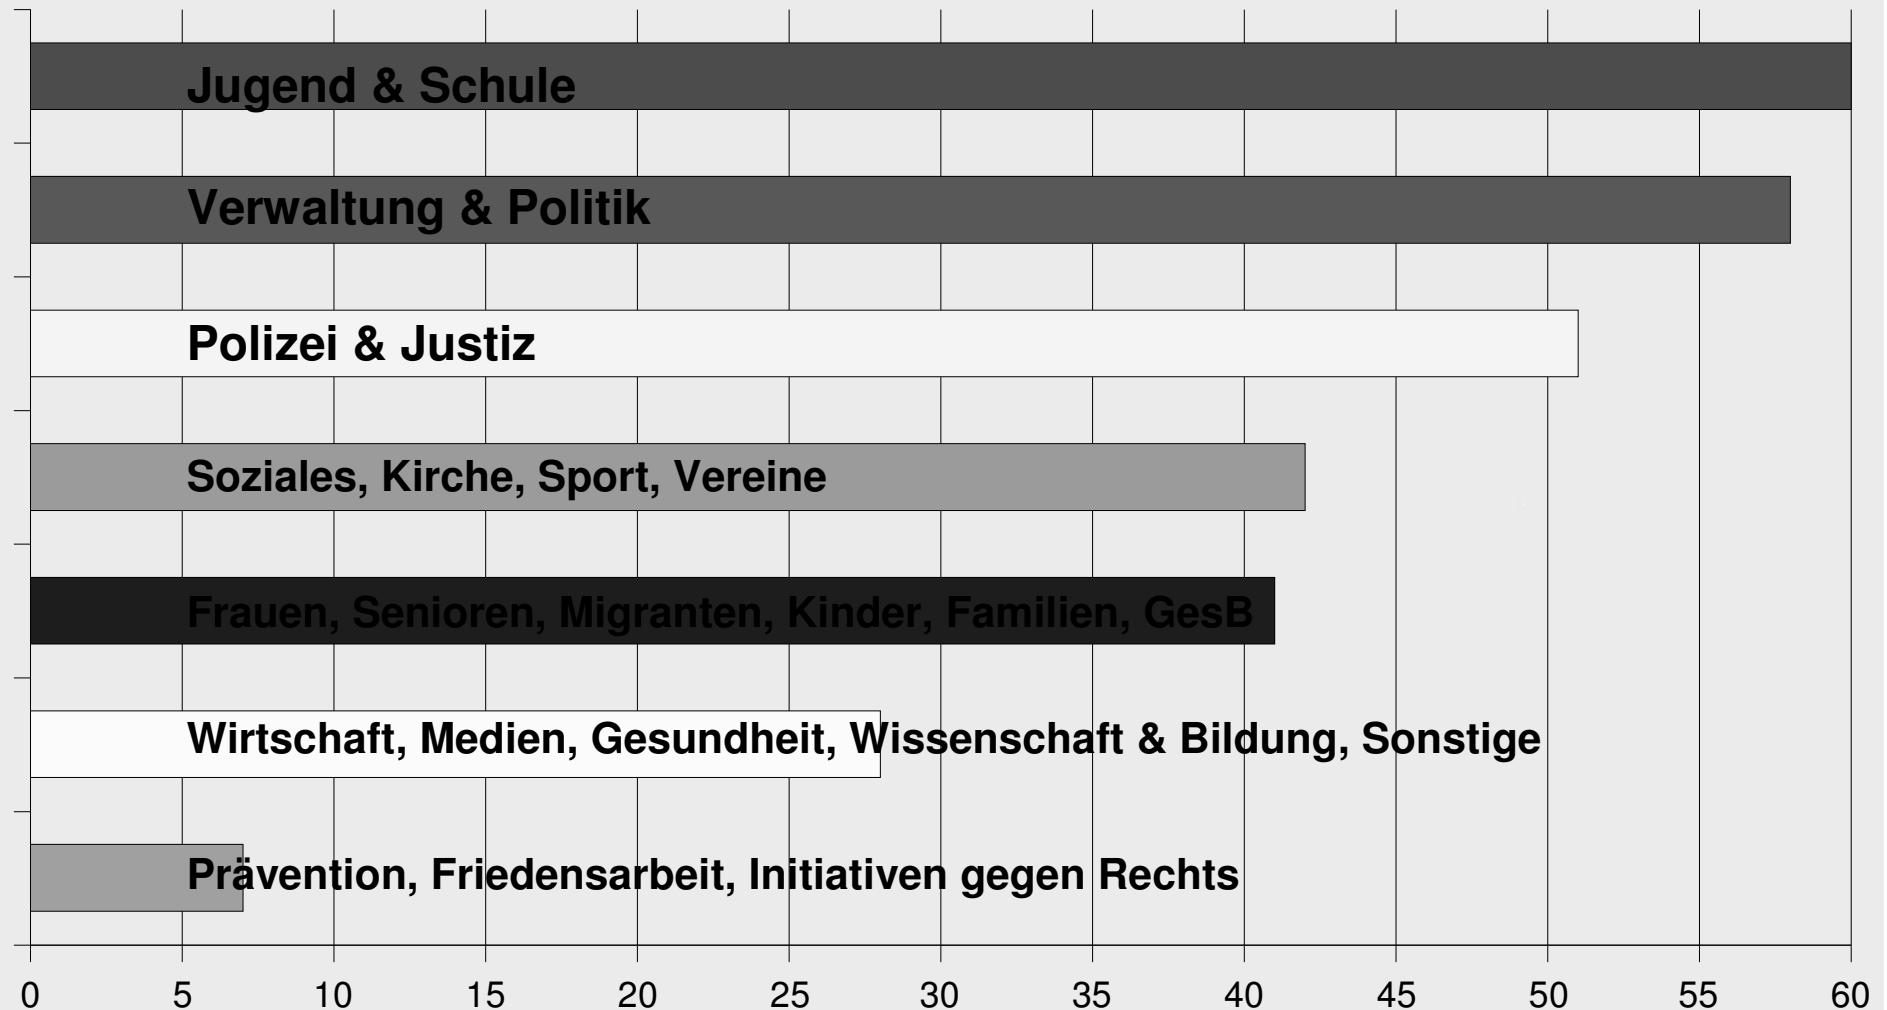 Jugend & Schule
Verwaltung & Politik
Polizei & Justiz
Soziales, Kirche, Sport, Vereine
Frauen, Senioren, Migranten, Kinder, Familien, GesB
Wirtschaft, Medien, Gesundheit, Wissenschaft & Bildung, Sonstige
Prävention, Friedensarbeit, Initiativen gegen Rechts
0 5 10 15 20 25 30 35 40 45 50 55 60